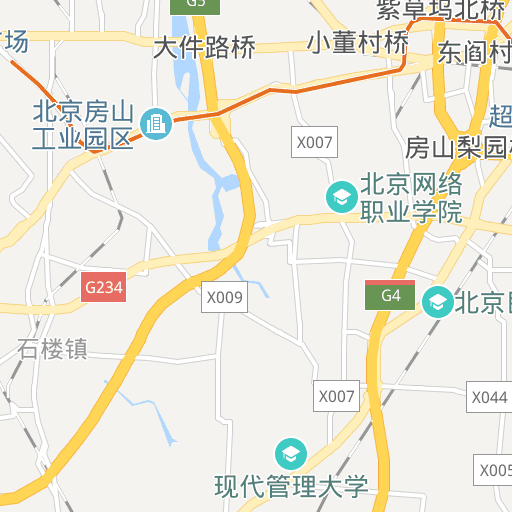 G5
紫草坞北桥
广场
大件路桥
小董村桥
东阎村
北京房山
工业园区
超
X007
房山梨园
北京网络
职业学院
G234
X009
G4
北京
石楼镇
X007
X044
X005
现代管理大学